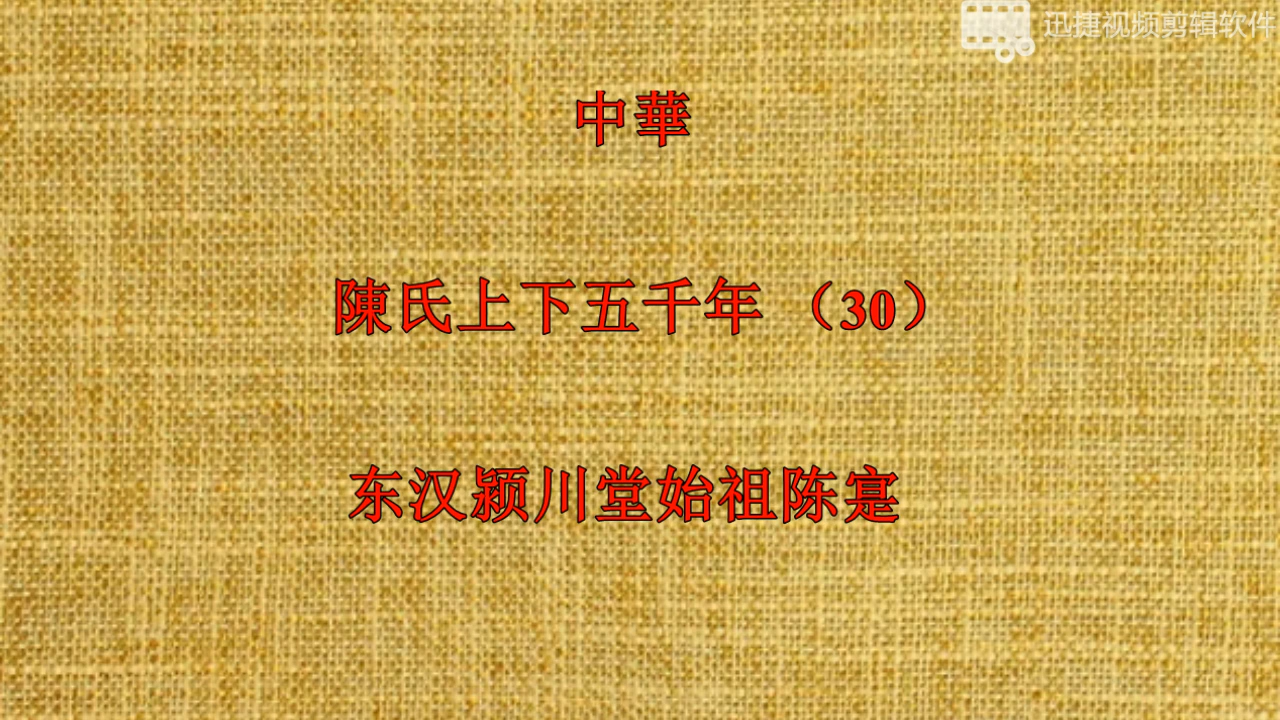 迅捷视频剪辑软件
中華
陳氏上下五千年（30）
东汉颍川堂始祖陈寔